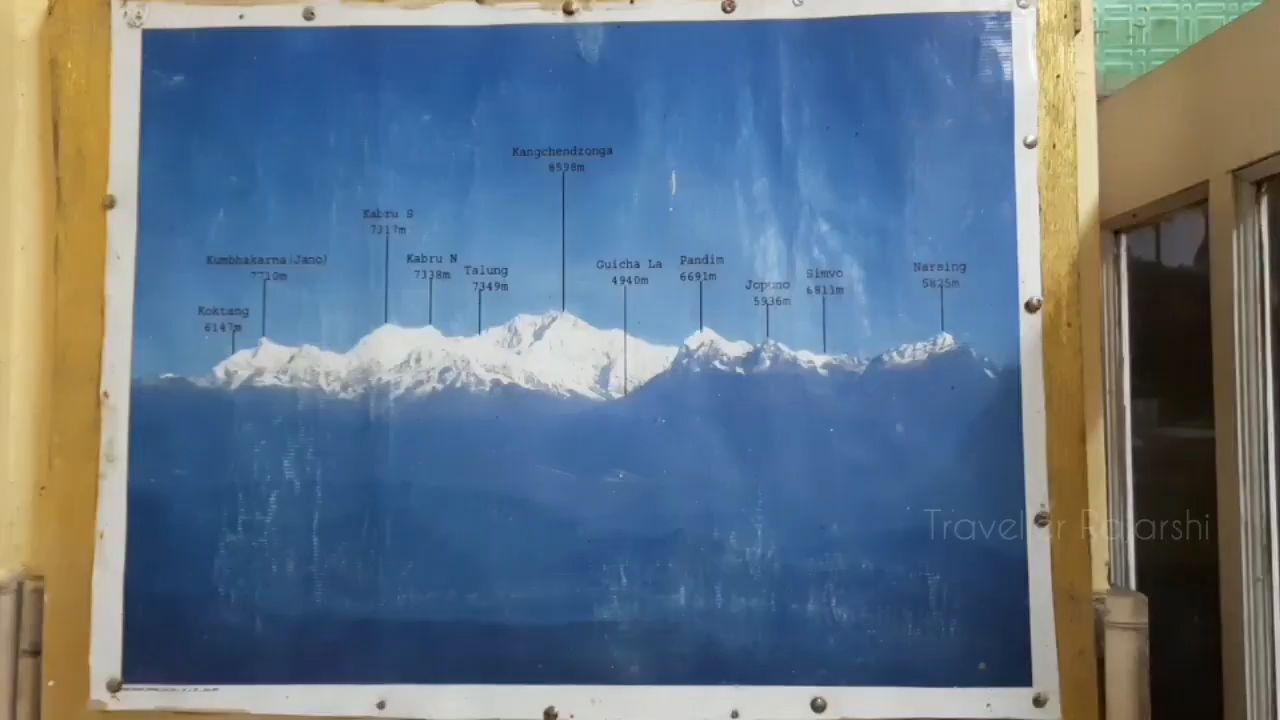 Kangchendzonga
8598m
Kabru S
7317m
Kumbhakarna(Jano)
7710m
Kabru N
7338m
Talung
7349m
Guicha La
4940m
Pandim
6691m
Jopuno
5936m
Simvo
6811m
Narsing
5825m
Koktang
6147m
Traveller Rajarshi